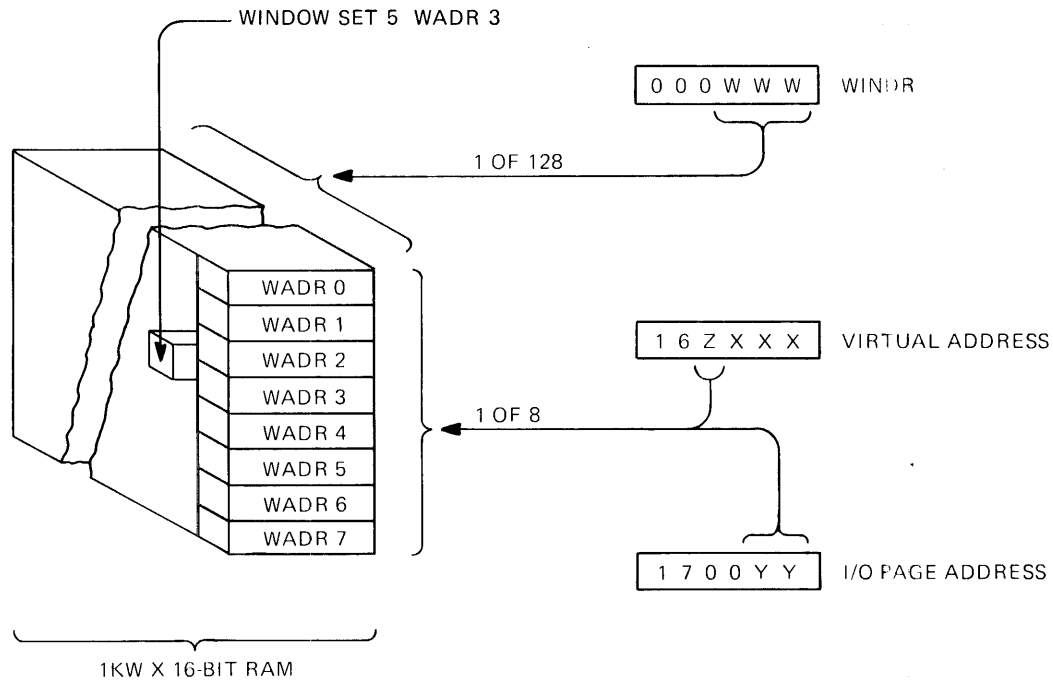 WINDOW SET 5 WADR 3
0 0 0 W W W WINDR
1 OF 128
WADR 0
WADR 1
WADR 2
WADR 3
WADR 4
WADR 5
WADR 6
WADR 7
1 6 Z X X X VIRTUAL ADDRESS
1 OF 8
1 7 0 0 Y Y I/O PAGE ADDRESS
1KW X 16-BIT RAM